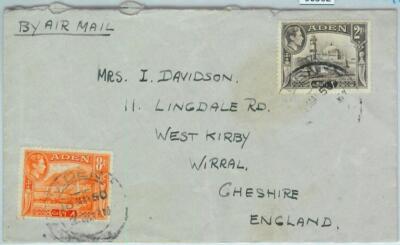 BY AIR MAIL
ADEN
MRS. I. DAVIDSON.
11 LINGDALE RD.
WEST KIRBY
WIRRAL,
CHESHIRE
ENGLAND.
ADEN